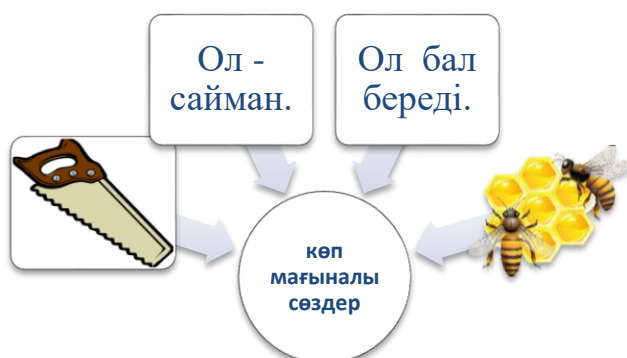 Ол -
сайман.
Ол бал
береді.
көп
мағыналы
сөздер